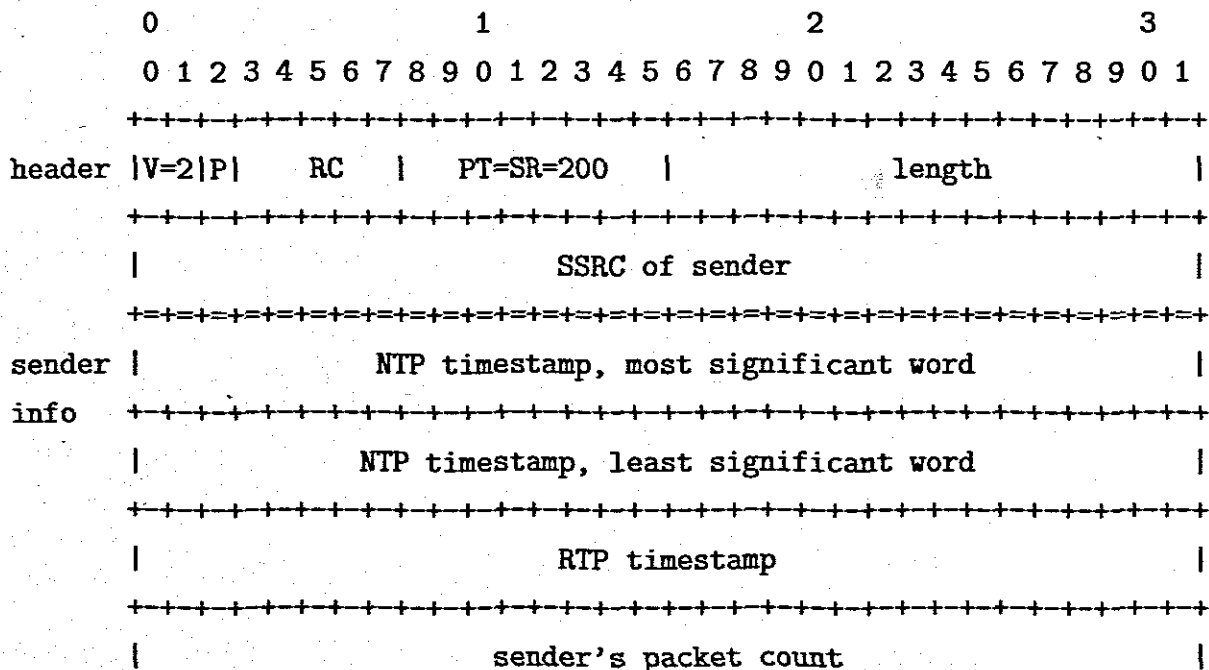 0                   1                   2                   3
0 1 2 3 4 5 6 7 8 9 0 1 2 3 4 5 6 7 8 9 0 1 2 3 4 5 6 7 8 9 0 1
+-+-+-+-+-+-+-+-+-+-+-+-+-+-+-+-+-+-+-+-+-+-+-+-+-+-+-+-+-+-+-+-+
header |V=2|P|    RC   |   PT=SR=200   |             length            |
+-+-+-+-+-+-+-+-+-+-+-+-+-+-+-+-+-+-+-+-+-+-+-+-+-+-+-+-+-+-+-+-+
|                         SSRC of sender                        |
+=+=+=+=+=+=+=+=+=+=+=+=+=+=+=+=+=+=+=+=+=+=+=+=+=+=+=+=+=+=+=+=+
sender |              NTP timestamp, most significant word             |
info   +-+-+-+-+-+-+-+-+-+-+-+-+-+-+-+-+-+-+-+-+-+-+-+-+-+-+-+-+-+-+-+-+
|             NTP timestamp, least significant word             |
+-+-+-+-+-+-+-+-+-+-+-+-+-+-+-+-+-+-+-+-+-+-+-+-+-+-+-+-+-+-+-+-+
|                         RTP timestamp                         |
+-+-+-+-+-+-+-+-+-+-+-+-+-+-+-+-+-+-+-+-+-+-+-+-+-+-+-+-+-+-+-+-+
|                     sender's packet count                     |